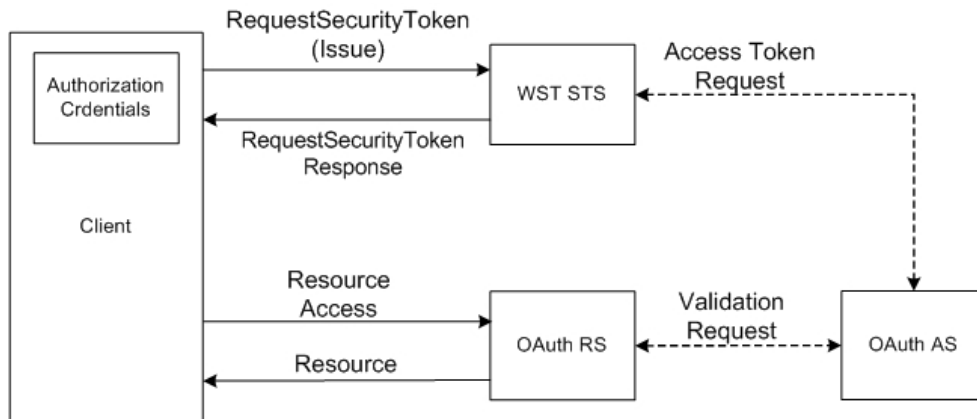 RequestSecurityToken
(Issue)
Authorization
Crdentials
WST STS
Access Token
Request
RequestSecurityToken
Response
Client
Resource
Access
OAuth RS
Validation
Request
OAuth AS
Resource